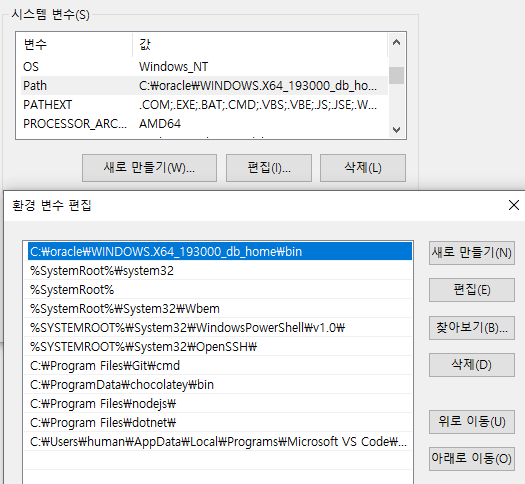 시스템 변수(S)
변수 값
OS Windows_NT
Path C:₩oracle₩WINDOWS.X64_193000_db_ho...
PATHEXT .COM;.EXE;.BAT;.CMD;.VBS;.VBE;.JS;.JSE;.W...
PROCESSOR_ARC... AMD64
새로 만들기(W)... 편집(I)... 삭제(L)
환경 변수 편집
C:₩oracle₩WINDOWS.X64_193000_db_home₩bin
%SystemRoot%₩system32
%SystemRoot%
%SystemRoot%₩System32₩Wbem
%SYSTEMROOT%₩System32₩WindowsPowerShell₩v1.0₩
%SYSTEMROOT%₩System32₩OpenSSH₩
C:₩Program Files₩Git₩cmd
C:₩ProgramData₩chocolatey₩bin
C:₩Program Files₩nodejs₩
C:₩Program Files₩dotnet₩
C:₩Users₩human₩AppData₩Local₩Programs₩Microsoft VS Code₩...
새로 만들기(N)
편집(E)
찾아보기(B)...
삭제(D)
위로 이동(U)
아래로 이동(O)